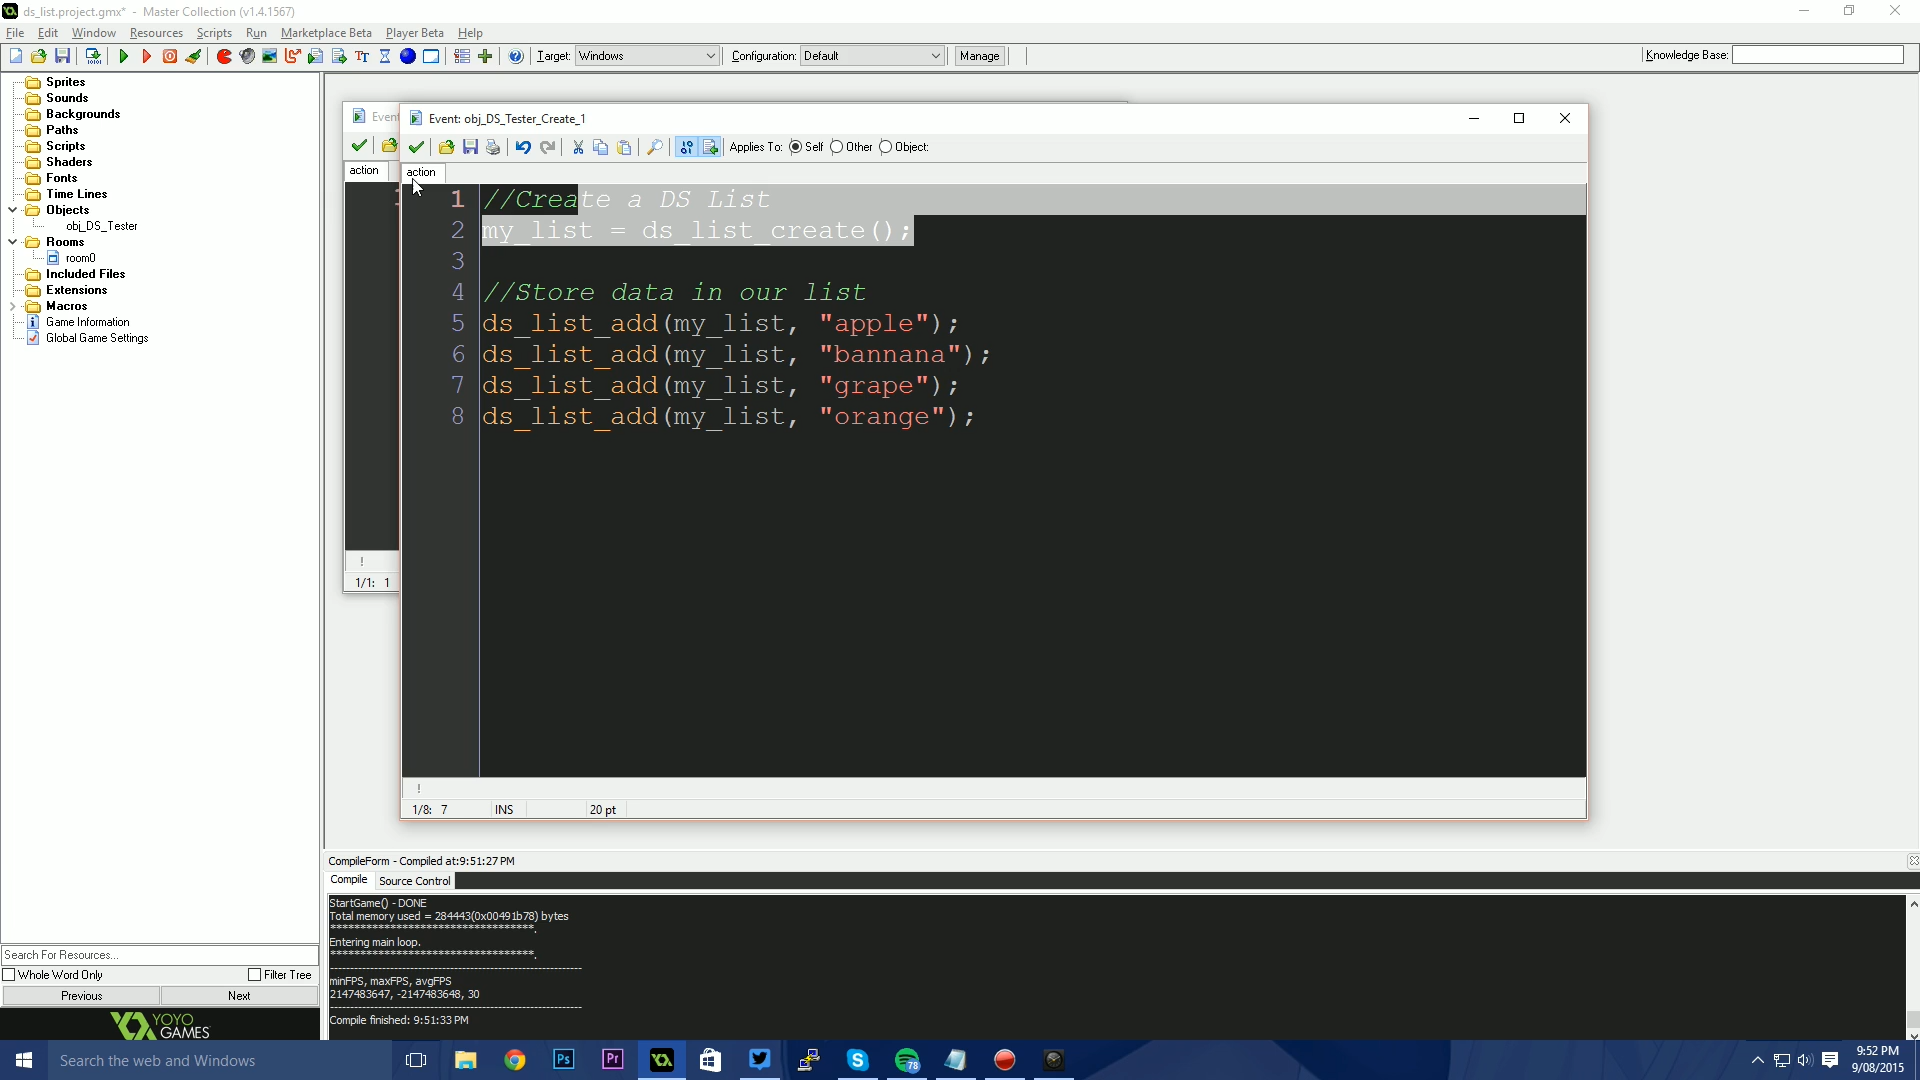 ds_list.project.gmx* - Master Collection (v1.4.1567)
File Edit Window Resources Scripts Run Marketplace Beta Player Beta Help
Target: Windows Configuration: Default Manage Knowledge Base:
Sprites
Sounds
Backgrounds
Paths
Scripts
Shaders
Fonts
Time Lines
Objects
obj_DS_Tester
Rooms
room0
Included Files
Extensions
Macros
Game Information
Global Game Settings
Event
action
1
!
1/1: 1
Event: obj_DS_Tester_Create_1
Applies To: Self Other Object:
action
1 //Create a DS List
2 my_list = ds_list_create();
3
4 //Store data in our list
5 ds_list_add(my_list, "apple");
6 ds_list_add(my_list, "bannana");
7 ds_list_add(my_list, "grape");
8 ds_list_add(my_list, "orange");
!
1/8: 7 INS 20 pt
CompileForm - Compiled at:9:51:27 PM
Compile Source Control
StartGame() - DONE
Total memory used = 284443(0x00491b78) bytes
**********************************.
Entering main loop.
**********************************.
minFPS, maxFPS, avgFPS
2147483647, -2147483648, 30
Compile finished: 9:51:33 PM
Search For Resources...
Whole Word Only Filter Tree
Previous Next
YOYO
GAMES
Search the web and Windows
Ps
Pr
78
9:52 PM
9/08/2015